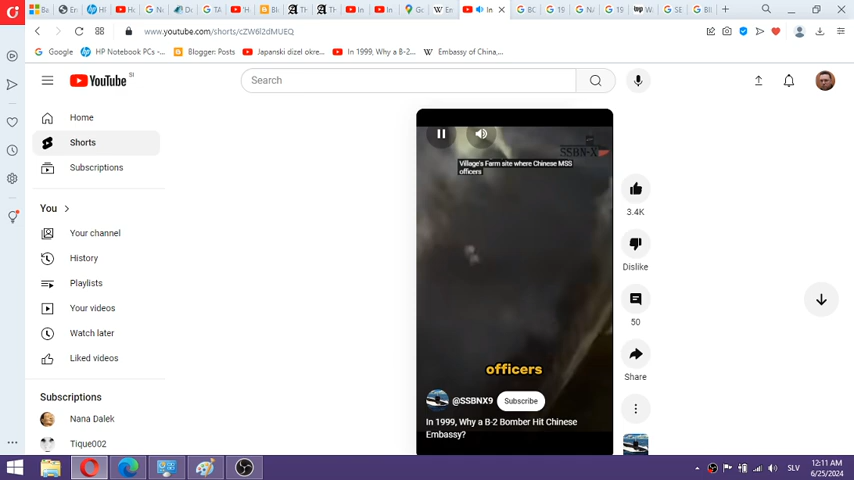 www.youtube.com/shorts/cZW6l2dMUEQ
Google
HP Notebook PCs -...
Blogger: Posts
Japanski dizel okre...
In 1999, Why a B-2...
Embassy of China,...
YouTube
SI
Search
Home
Shorts
Subscriptions
You
Your channel
History
Playlists
Your videos
Watch later
Liked videos
Subscriptions
Nana Dalek
Tique002
SSBN-X
Village's Farm site where Chinese MSS
officers
officers
@SSBNX9
Subscribe
In 1999, Why a B-2 Bomber Hit Chinese
Embassy?
3.4K
Dislike
50
Share
SLV
12:11 AM
6/25/2024